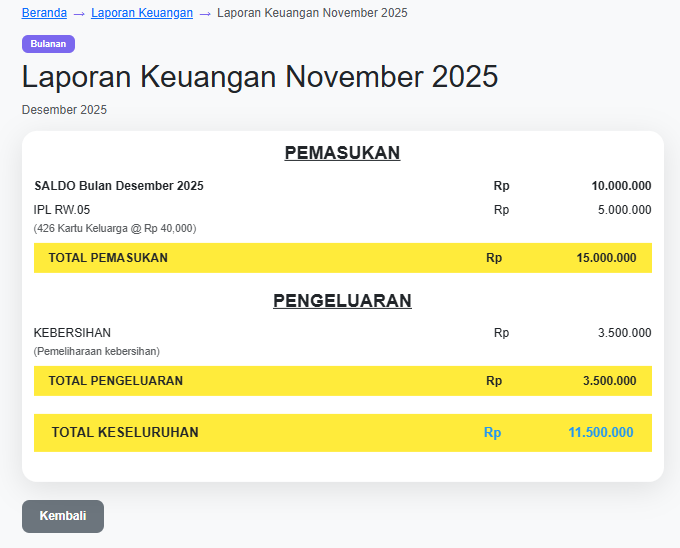 Beranda → Laporan Keuangan → Laporan Keuangan November 2025
Bulanan
Laporan Keuangan November 2025
Desember 2025
PEMASUKAN
SALDO Bulan Desember 2025 Rp 10.000.000
IPL RW.05 Rp 5.000.000
(426 Kartu Keluarga @ Rp 40,000)
TOTAL PEMASUKAN Rp 15.000.000
PENGELUARAN
KEBERSIHAN Rp 3.500.000
(Pemeliharaan kebersihan)
TOTAL PENGELUARAN Rp 3.500.000
TOTAL KESELURUHAN Rp 11.500.000
Kembali